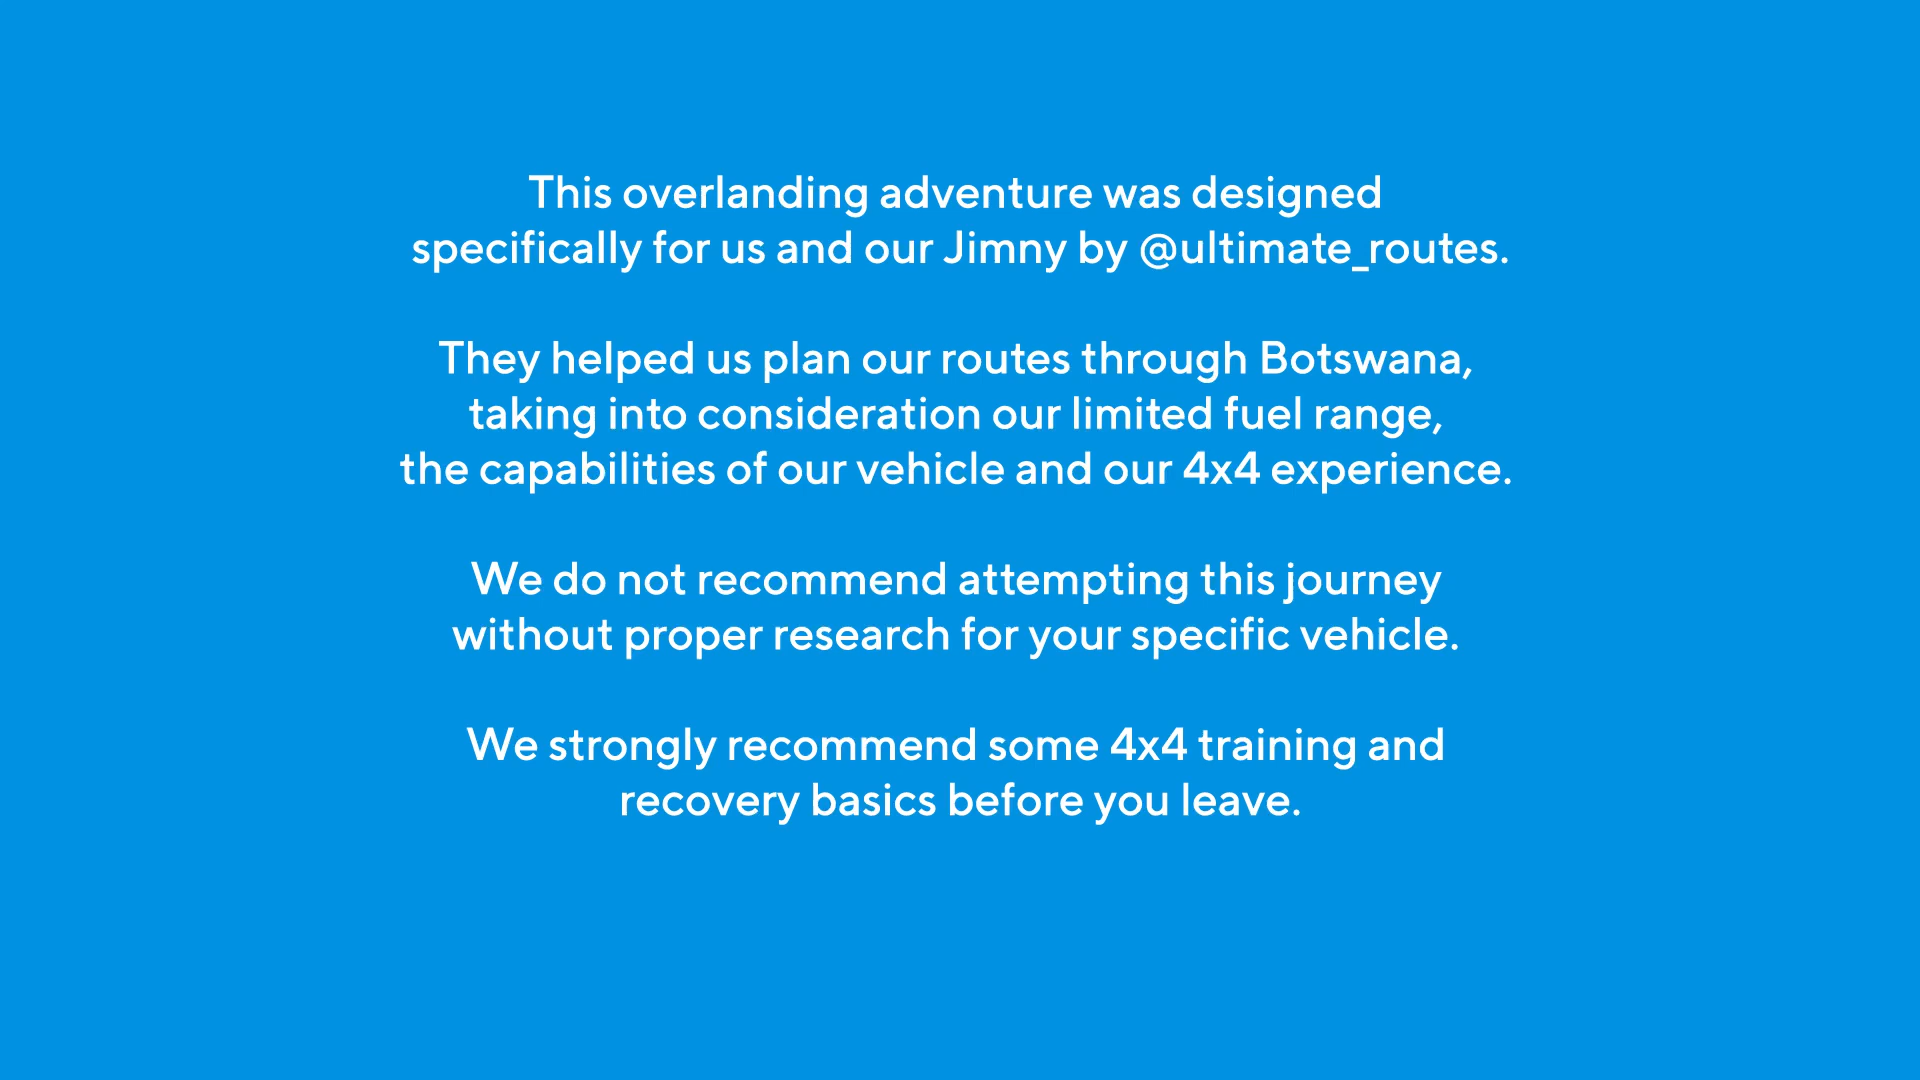 This overlanding adventure was designed
specifically for us and our Jimny by @ultimate_routes.
They helped us plan our routes through Botswana,
taking into consideration our limited fuel range,
the capabilities of our vehicle and our 4x4 experience.
We do not recommend attempting this journey
without proper research for your specific vehicle.
We strongly recommend some 4x4 training and
recovery basics before you leave.